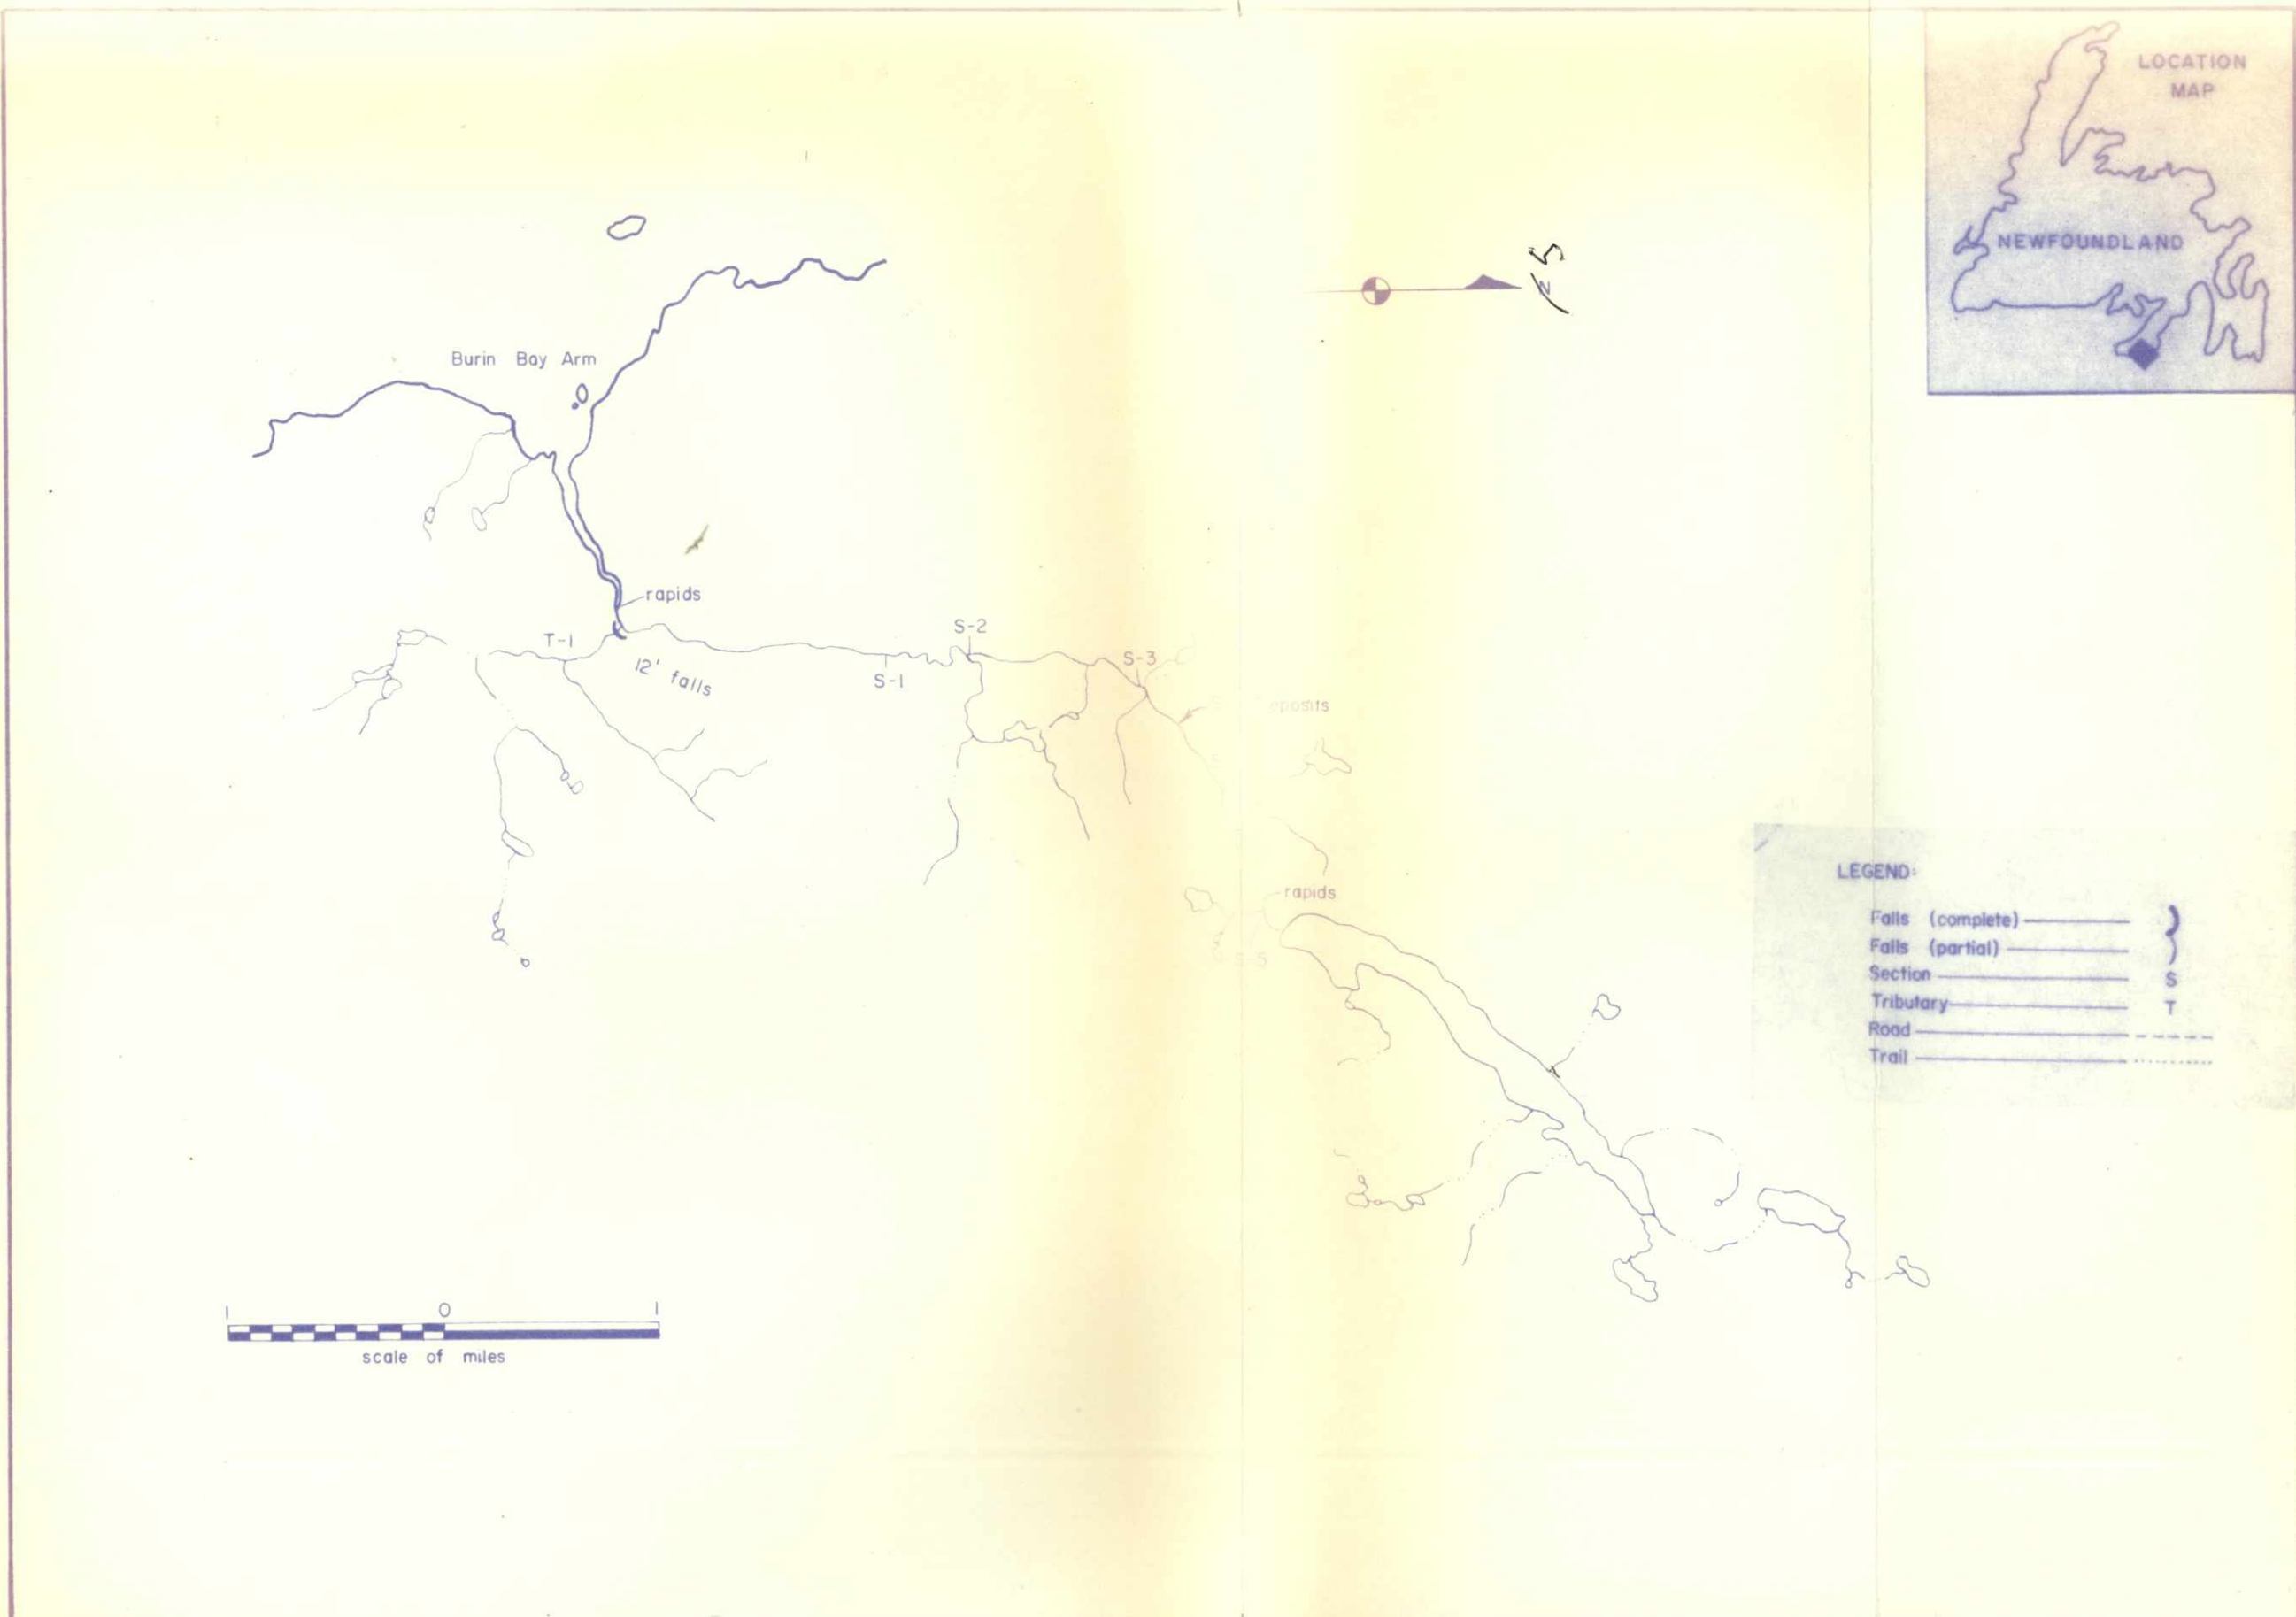 LOCATION
MAP
NEWFOUNDLAND
N
Burin Bay Arm
rapids
T-1
12' falls
S-1
S-2
S-3
rapids
LEGEND:
Falls (complete)
Falls (partial)
Section S
Tributary T
Road
Trail
1 0 1
scale of miles